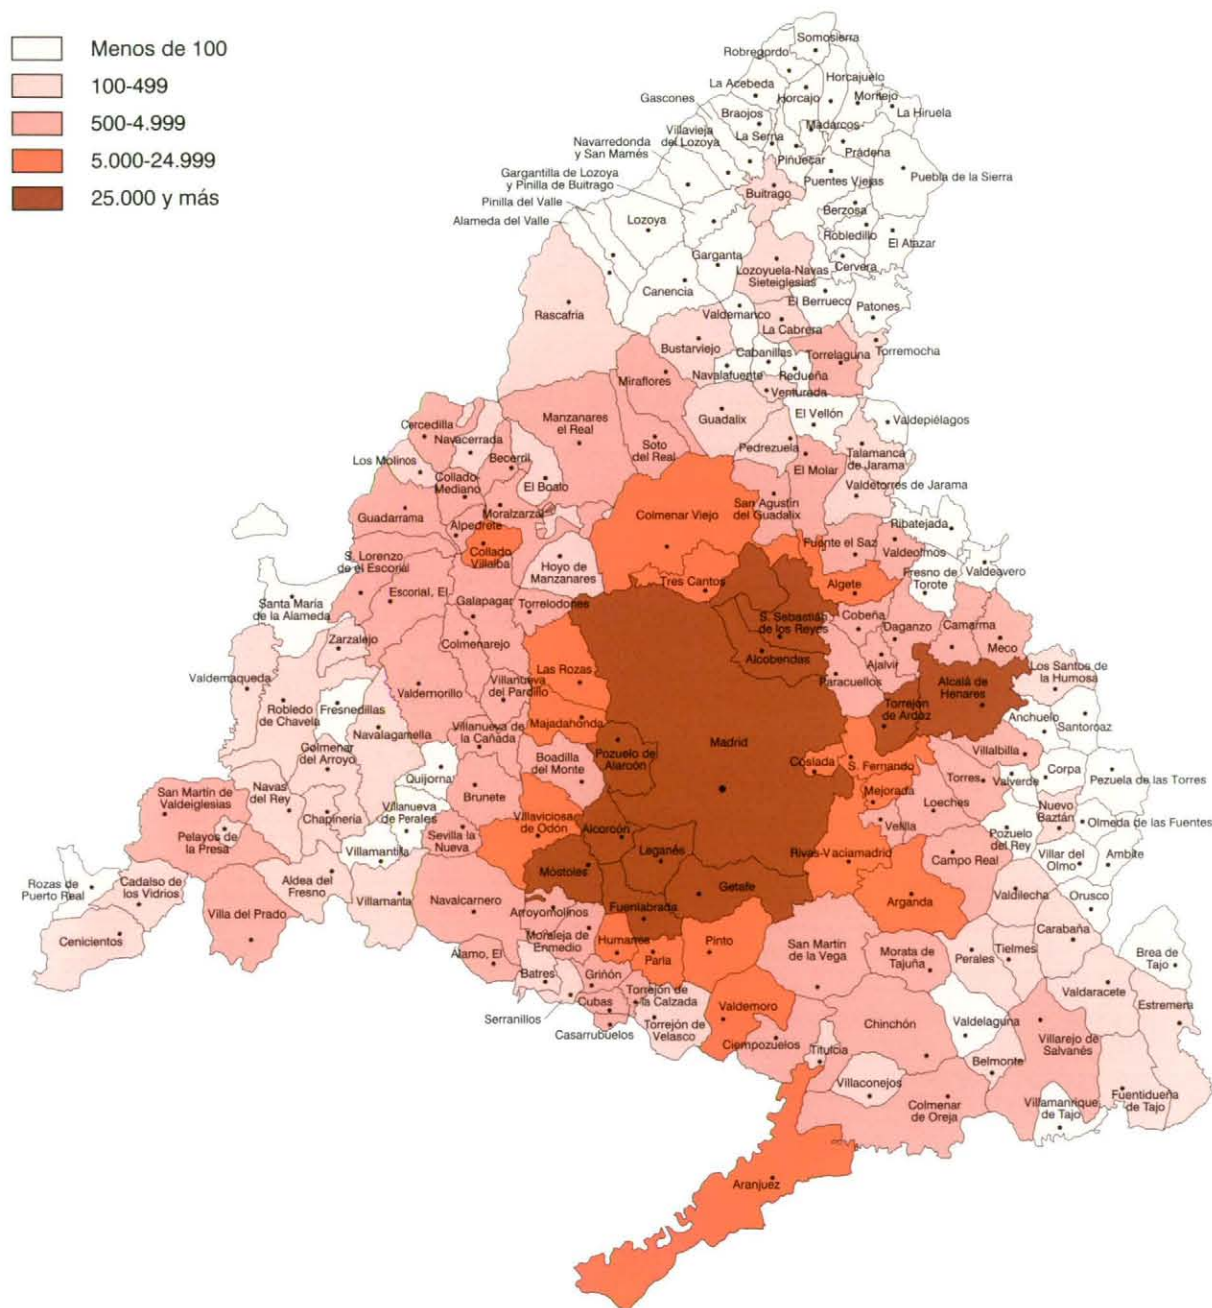 Menos de 100
100-499
500-4.999
5.000-24.999
25.000 y más
Somosierra
Robregordo
La Acebeda
Horcajuelo
Horcajo
Montejo
La Hiruela
Gascones
Braojos
Madarcos
Villavieja
del Lozoya
La Serna
Prádena
Navarredonda
y San Mamés
Piñuecar
Puebla de la Sierra
Gargantilla de Lozoya
y Pinilla de Buitrago
Buitrago
Puentes Viejas
Pinilla del Valle
Alameda del Valle
Lozoya
Berzosa
Robledillo
El Atazar
Garganta
Cervera
Lozoyuela-Navas
Sieteiglesias
Canencia
El Berrueco
Patones
Rascafria
Valdemanco
La Cabrera
Bustarviejo
Cabanillas
Torrelaguna
Torremocha
Navalafuente
Redueña
Miraflores
Venturada
Manzanares
el Real
Guadalix
El Vellón
Valdepiélagos
Cercedilla
Navacerrada
Soto
del Real
Pedrezuela
Talamanca
de Jarama
Los Molinos
Becerril
El Boalo
El Molar
Collado-
Mediano
Valdetorres de Jarama
Guadarrama
Moralzarzal
Colmenar Viejo
San Agustín
del Guadalix
Alpedrete
Ribatejada
Collado
Villalba
Fuente el Saz
Valdeolmos
S. Lorenzo
de el Escorial
Hoyo de
Manzanares
Tres Cantos
Algete
Fresno de
Torote
Valdeavero
Santa María
de la Alameda
Escorial, El
Galapagar
Torrelodones
S. Sebastián
de los Reyes
Cobeña
Daganzo
Camarma
Meco
Zarzalejo
Colmenarejo
Alcobendas
Ajalvir
Valdemaqueda
Las Rozas
Paracuellos
Alcalá de
Henares
Los Santos de
la Humosa
Valdemorillo
Villanueva
del Pardillo
Robledo
de Chavela
Fresnedillas
Torrejón
de Ardoz
Anchuelo
Santorcaz
Majadahonda
Navalagamella
Villanueva de
la Cañada
Colmenar
del Arroyo
Pozuelo de
Alarcón
Madrid
Villalbilla
Boadilla
del Monte
Coslada
S. Fernando
Corpa
Quijorna
Torres
Valverde
Pezuela de las Torres
San Martín de
Valdeiglesias
Navas
del Rey
Brunete
Mejorada
Loeches
Nuevo
Baztán
Villanueva
de Perales
Chapinería
Villaviciosa
de Odón
Velilla
Olmeda de las Fuentes
Pelayos de
la Presa
Sevilla la
Nueva
Alcorcón
Pozuelo
del Rey
Leganés
Rivas-Vaciamadrid
Campo Real
Villar del
Olmo
Ambite
Villamantilla
Móstoles
Rozas de
Puerto Real
Cadalso de
los Vidrios
Aldea del
Fresno
Getafe
Arganda
Valdilecha
Orusco
Villamanta
Villa del Prado
Navalcarnero
Arroyomolinos
Fuenlabrada
Cenicientos
Moraleja de
Enmedio
Carabaña
Humanes
Pinto
San Martín
de la Vega
Morata de
Tajuña
Perales
Tielmes
Brea de
Tajo
Álamo, El
Parla
Batres
Griñón
Torrejón de
la Calzada
Valdaracete
Serranillos
Cubas
Valdemoro
Estremera
Casarrubuelos
Torrejón de
Velasco
Chinchón
Valdelaguna
Villarejo de
Salvanés
Ciempozuelos
Titulcia
Belmonte
Villaconejos
Colmenar
de Oreja
Villamanrique
de Tajo
Fuentidueña
de Tajo
Aranjuez